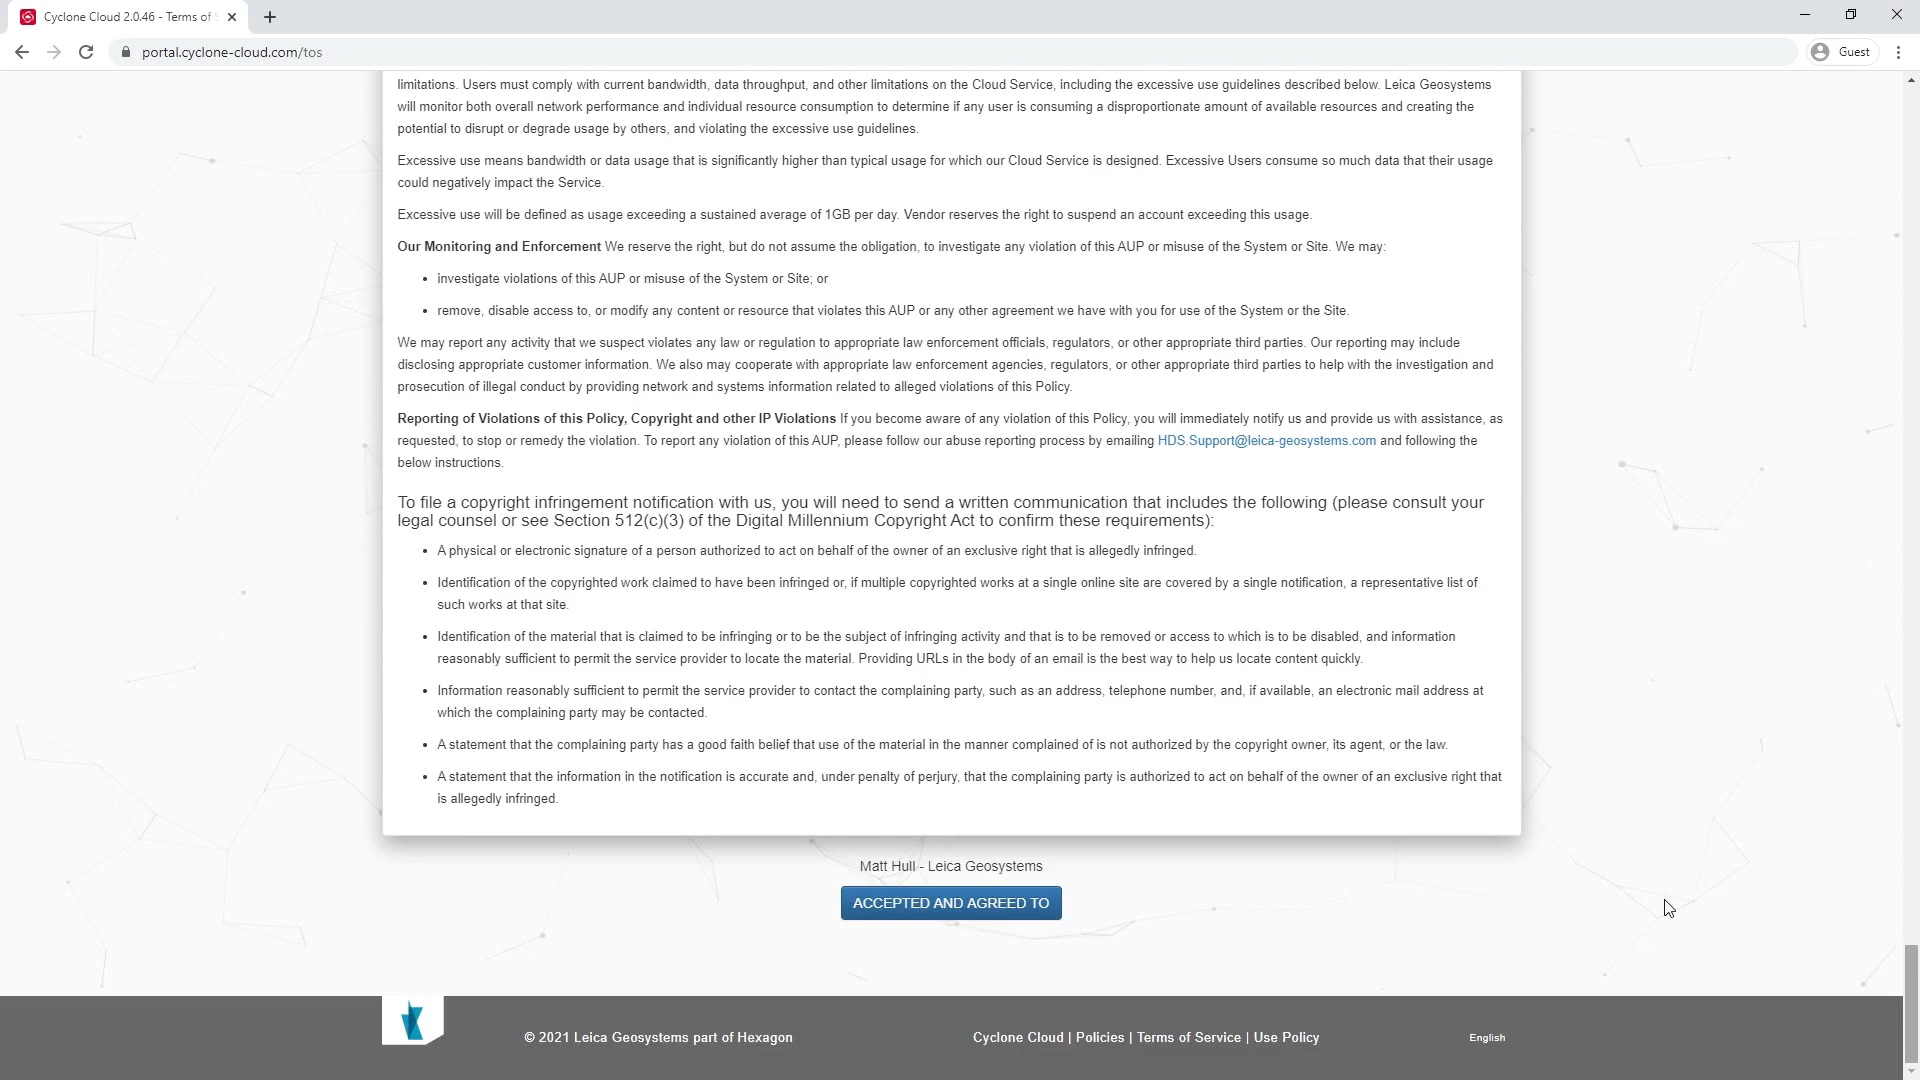 Cyclone Cloud 2.0.46 - Terms of S
portal.cyclone-cloud.com/tos
Guest
limitations. Users must comply with current bandwidth, data throughput, and other limitations on the Cloud Service, including the excessive use guidelines described below. Leica Geosystems
will monitor both overall network performance and individual resource consumption to determine if any user is consuming a disproportionate amount of available resources and creating the
potential to disrupt or degrade usage by others, and violating the excessive use guidelines.
Excessive use means bandwidth or data usage that is significantly higher than typical usage for which our Cloud Service is designed. Excessive Users consume so much data that their usage
could negatively impact the Service.
Excessive use will be defined as usage exceeding a sustained average of 1GB per day. Vendor reserves the right to suspend an account exceeding this usage.
Our Monitoring and Enforcement We reserve the right, but do not assume the obligation, to investigate any violation of this AUP or misuse of the System or Site. We may:
• investigate violations of this AUP or misuse of the System or Site; or
• remove, disable access to, or modify any content or resource that violates this AUP or any other agreement we have with you for use of the System or the Site.
We may report any activity that we suspect violates any law or regulation to appropriate law enforcement officials, regulators, or other appropriate third parties. Our reporting may include
disclosing appropriate customer information. We also may cooperate with appropriate law enforcement agencies, regulators, or other appropriate third parties to help with the investigation and
prosecution of illegal conduct by providing network and systems information related to alleged violations of this Policy.
Reporting of Violations of this Policy, Copyright and other IP Violations If you become aware of any violation of this Policy, you will immediately notify us and provide us with assistance, as
requested, to stop or remedy the violation. To report any violation of this AUP, please follow our abuse reporting process by emailing HDS.Support@leica-geosystems.com and following the
below instructions.
To file a copyright infringement notification with us, you will need to send a written communication that includes the following (please consult your
legal counsel or see Section 512(c)(3) of the Digital Millennium Copyright Act to confirm these requirements):
• A physical or electronic signature of a person authorized to act on behalf of the owner of an exclusive right that is allegedly infringed.
• Identification of the copyrighted work claimed to have been infringed or, if multiple copyrighted works at a single online site are covered by a single notification, a representative list of
such works at that site.
• Identification of the material that is claimed to be infringing or to be the subject of infringing activity and that is to be removed or access to which is to be disabled, and information
reasonably sufficient to permit the service provider to locate the material. Providing URLs in the body of an email is the best way to help us locate content quickly.
• Information reasonably sufficient to permit the service provider to contact the complaining party, such as an address, telephone number, and, if available, an electronic mail address at
which the complaining party may be contacted.
• A statement that the complaining party has a good faith belief that use of the material in the manner complained of is not authorized by the copyright owner, its agent, or the law.
• A statement that the information in the notification is accurate and, under penalty of perjury, that the complaining party is authorized to act on behalf of the owner of an exclusive right that
is allegedly infringed.
Matt Hull - Leica Geosystems
ACCEPTED AND AGREED TO
© 2021 Leica Geosystems part of Hexagon
Cyclone Cloud | Policies | Terms of Service | Use Policy
English